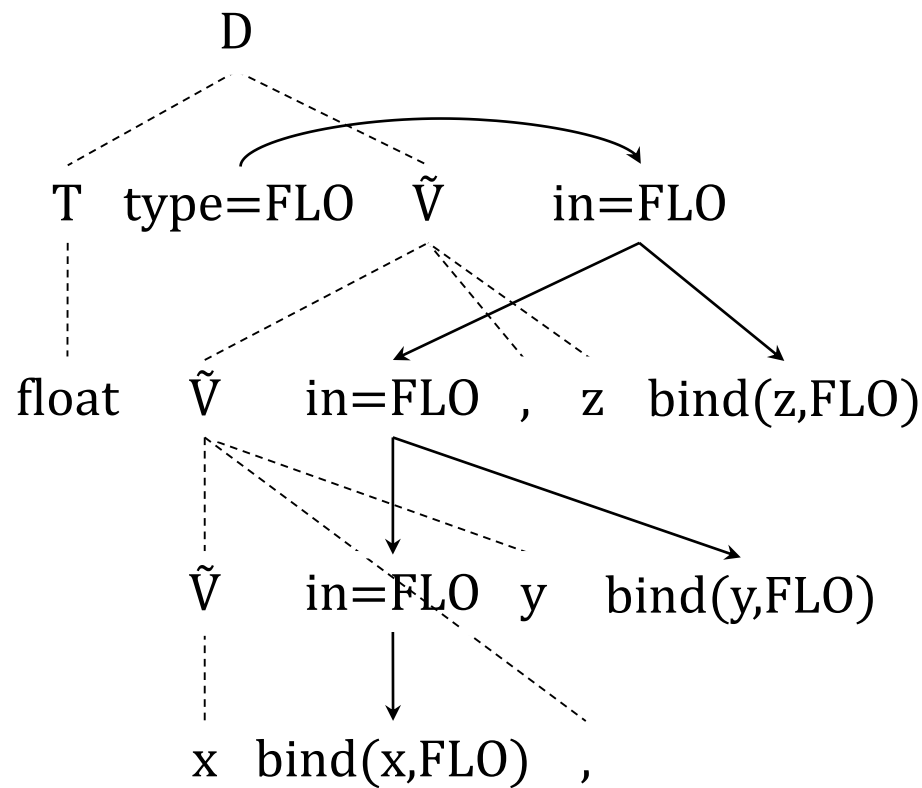 D
T type=FLO Ṽ in=FLO
float Ṽ in=FLO , z bind(z,FLO)
Ṽ in=FLO y bind(y,FLO)
x bind(x,FLO) ,